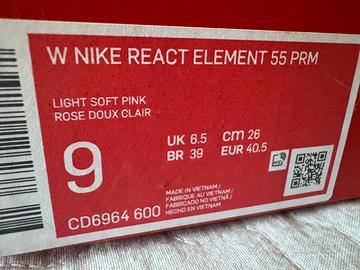 W NIKE REACT ELEMENT 55 PRM
LIGHT SOFT PINK
ROSE DOUX CLAIR
9
UK 6.5 cm 26
BR 39 EUR 40.5
MADE IN VIETNAM /
FABRIQUE AU VIETNAM /
FABRICADO NO VIETNÃ /
HECHO EN VIETNAM
CD6964 600